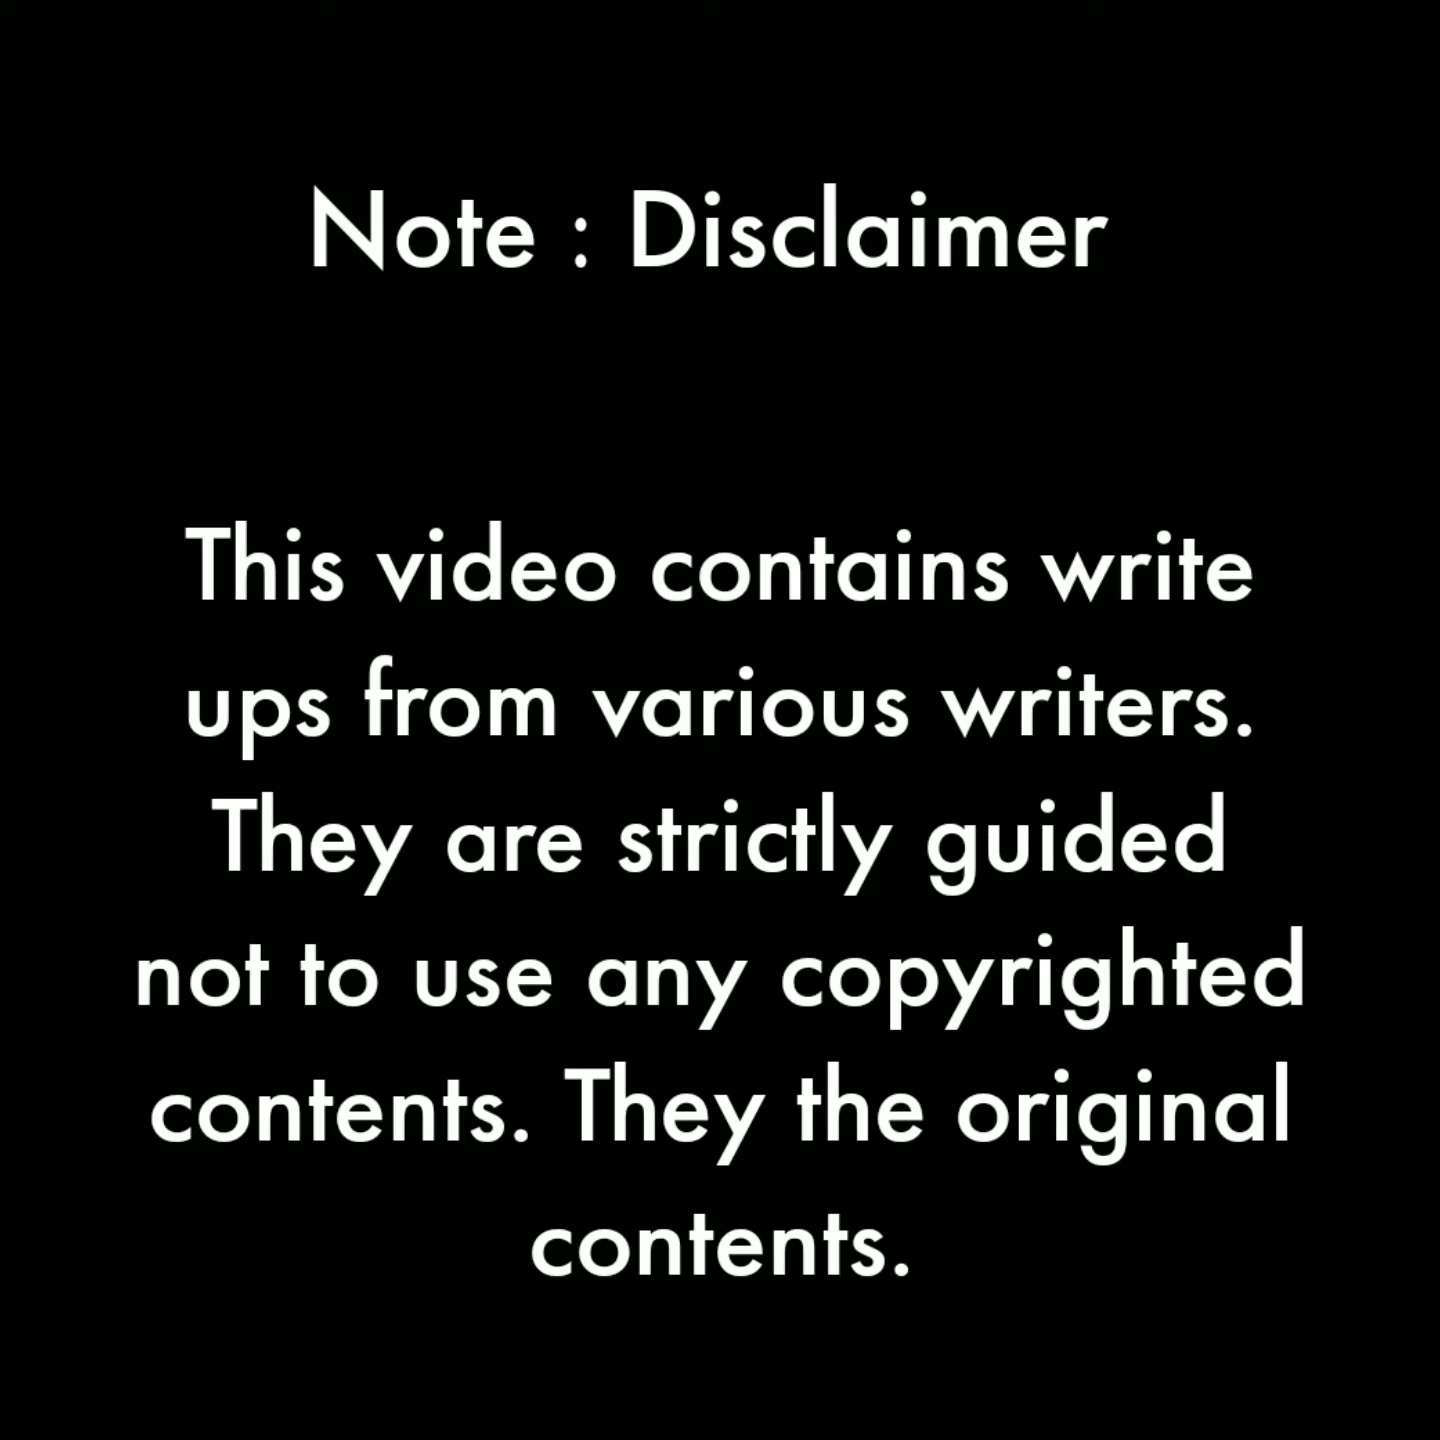 Note : Disclaimer
This video contains write
ups from various writers.
They are strictly guided
not to use any copyrighted
contents. They the original
contents.